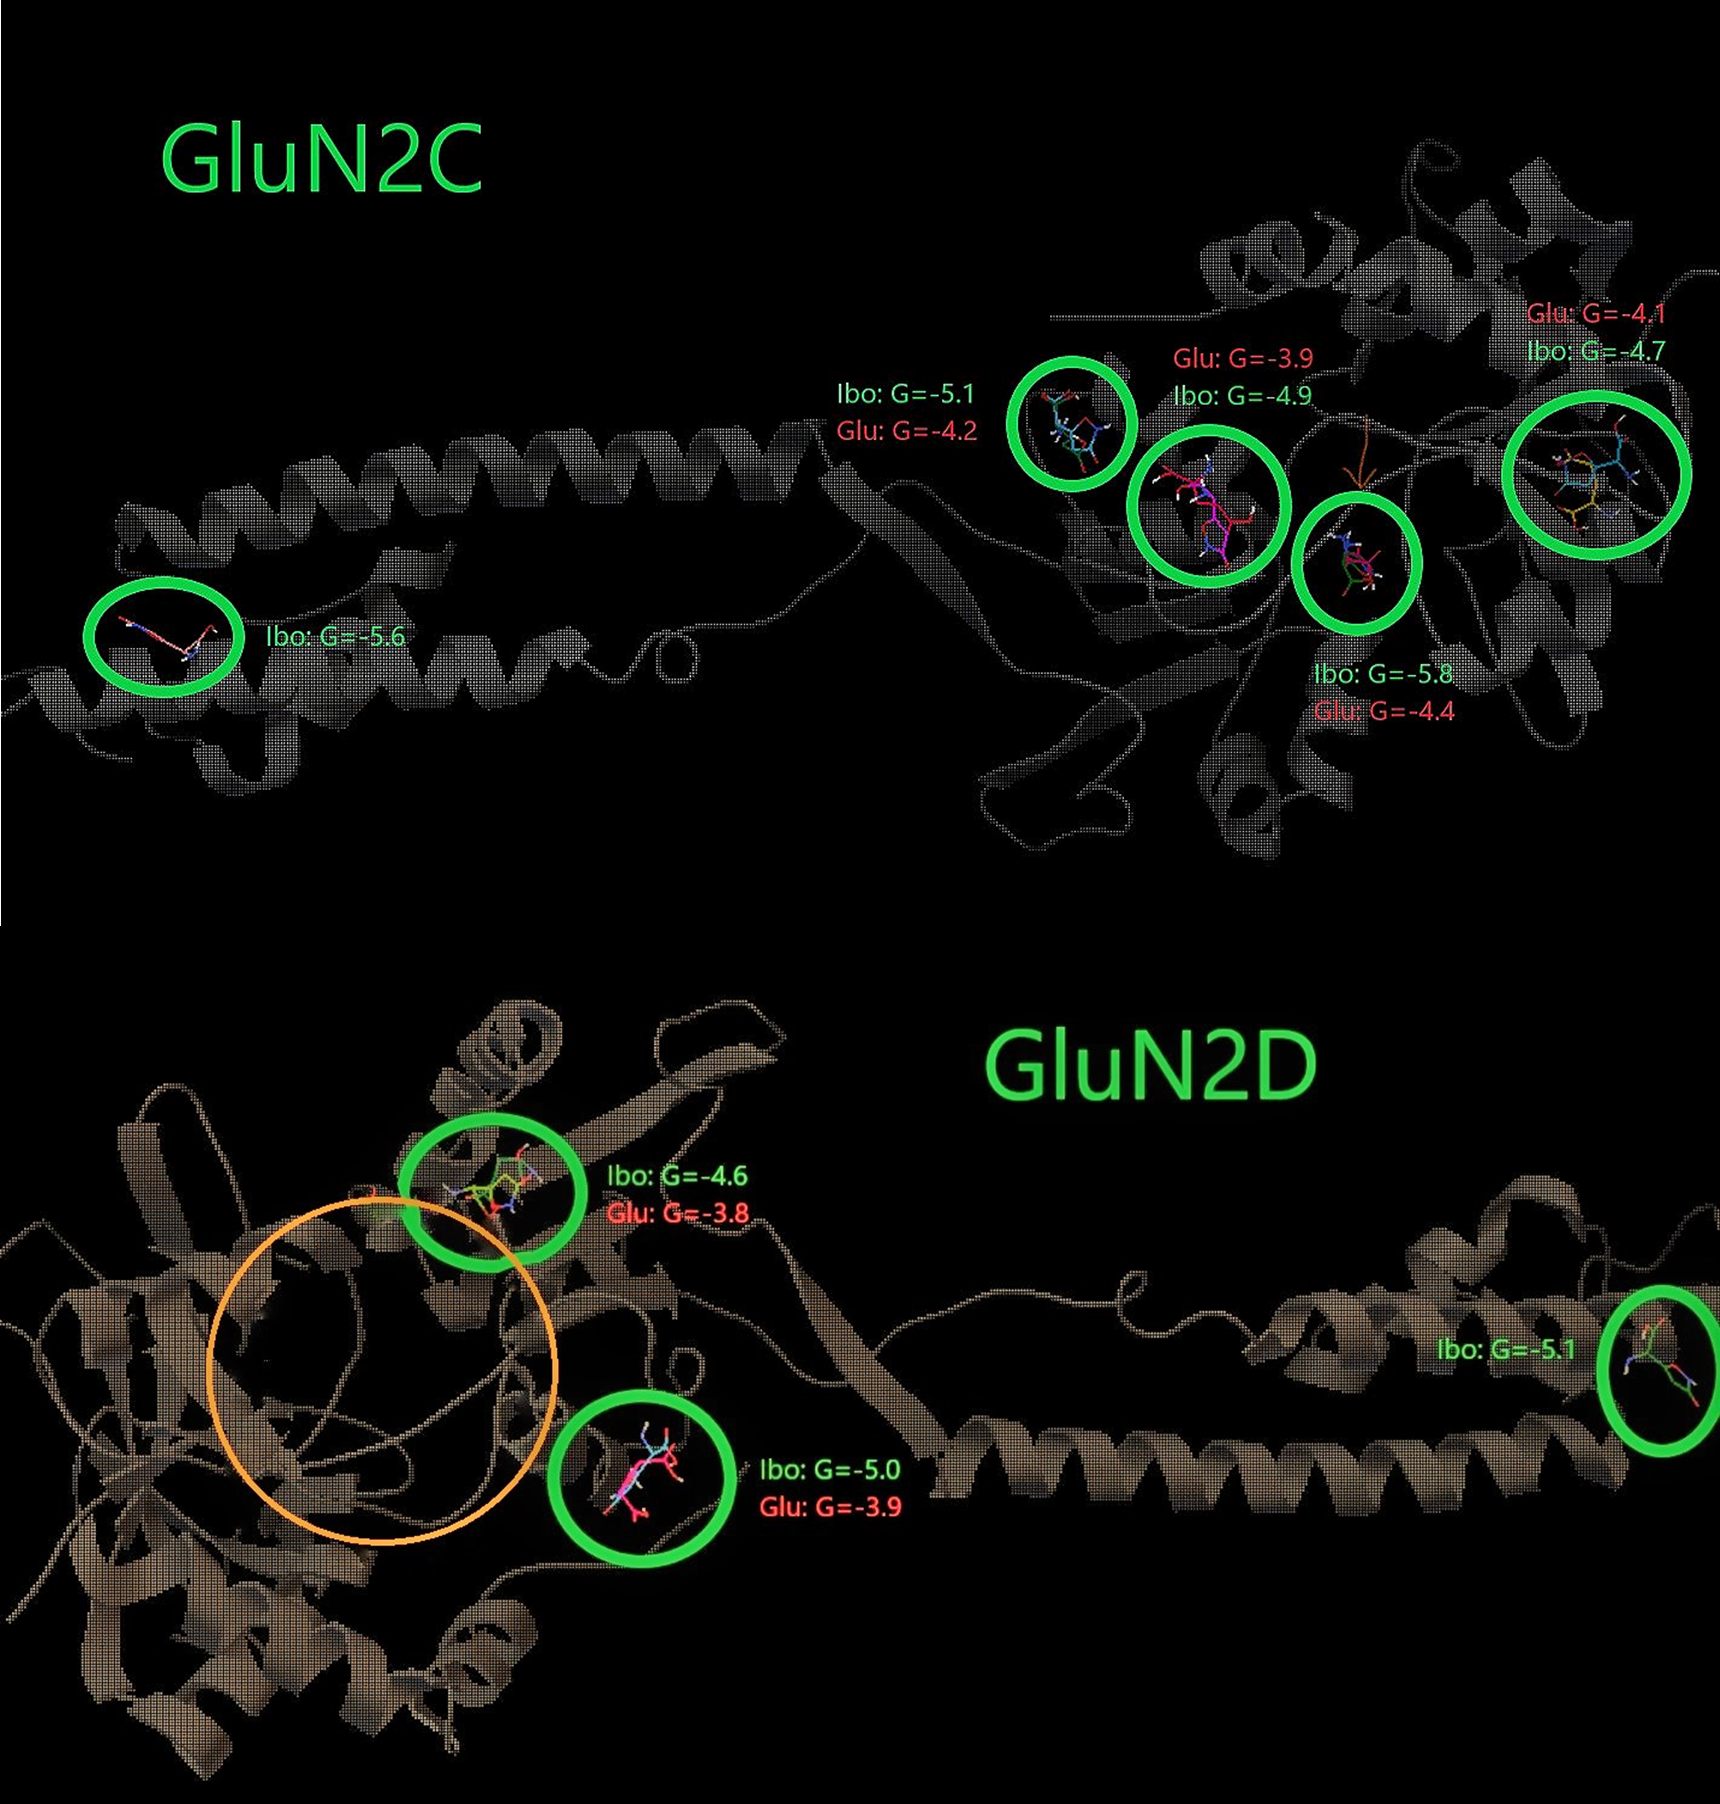 GluN2C
Glu: G=-4.1
Ibo: G=-4.7
Glu: G=-3.9
Ibo: G=-4.9
Ibo: G=-5.1
Glu: G=-4.2
Ibo: G=-5.6
Ibo: G=-5.8
Glu: G=-4.4
GluN2D
Ibo: G=-4.6
Glu: G=-3.8
Ibo: G=-5.1
Ibo: G=-5.0
Glu: G=-3.9